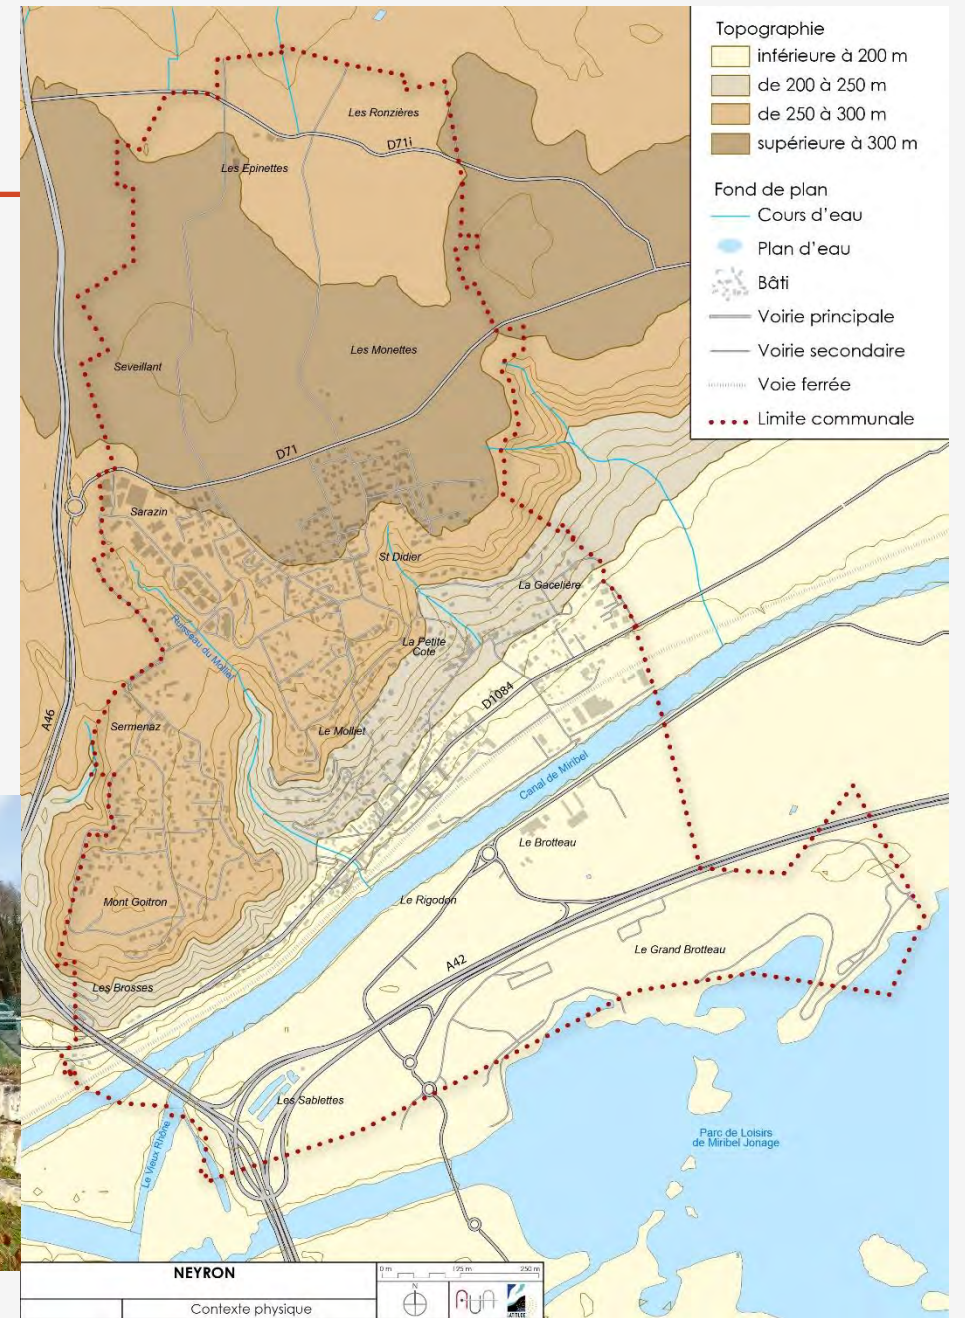 Topographie
inférieure à 200 m
de 200 à 250 m
de 250 à 300 m
supérieure à 300 m
Fond de plan
Cours d'eau
Plan d'eau
Bâti
Voirie principale
Voirie secondaire
Voie ferrée
Limite communale
Les Ronzières
D71i
Les Epinettes
Les Monettes
Seveillant
D71
Sarazin
St Didier
La Gacelière
Ruisseau du Molliet
La Petite
Cote
D1084
A46
Sermenaz
Le Molliet
Canal de Miribel
Le Brotteau
Mont Goitron
Le Rigodon
Le Grand Brotteau
A42
Les Brosses
Les Sablettes
Le Vieux Rhône
Parc de Loisirs
de Miribel Jonage
NEYRON
Contexte physique
0 m
125 m
250 m
N
LATITUDE